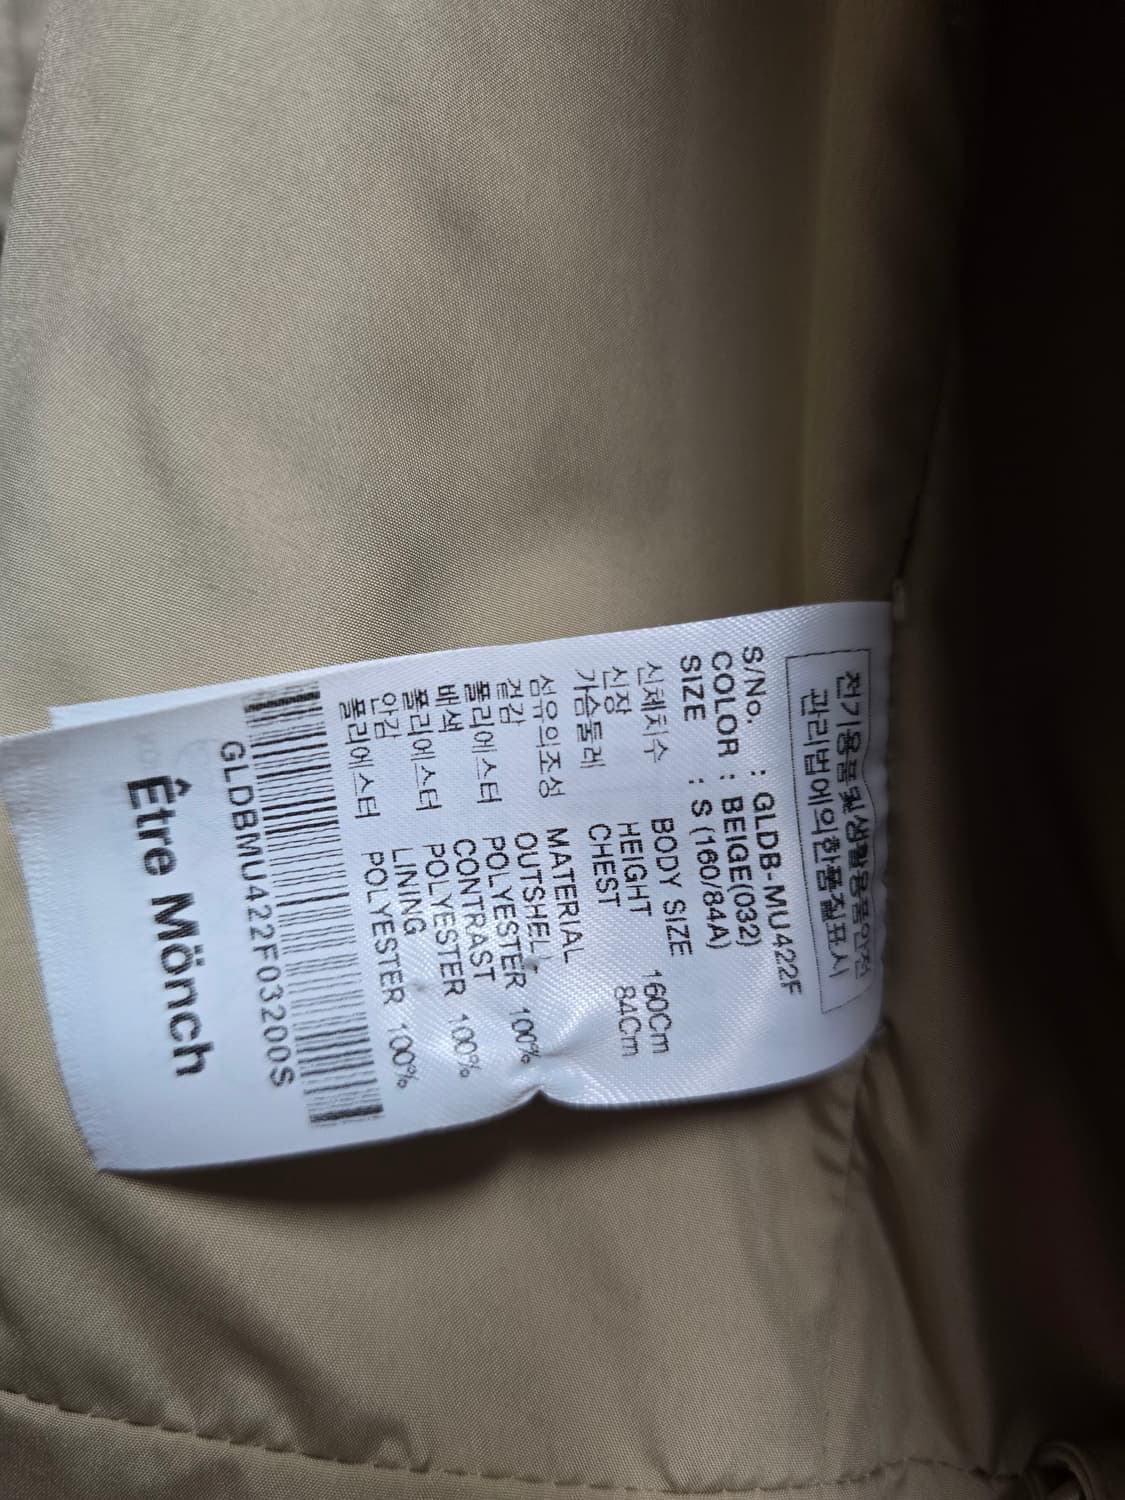 전기용품및생활용품안전
관리법에의한품질표시
S/No. : GLDB-MU422F
COLOR : BEIGE(032)
SIZE : S (160/84A)
신체치수 BODY SIZE
신장 HEIGHT 160Cm
가슴둘레 CHEST 84Cm
섬유의조성 MATERIAL
겉감 OUTSHELL
폴리에스터 POLYESTER 100%
배색 CONTRAST
폴리에스터 POLYESTER 100%
안감 LINING
폴리에스터 POLYESTER 100%
GLDBMU422F03200S
Être Mönch